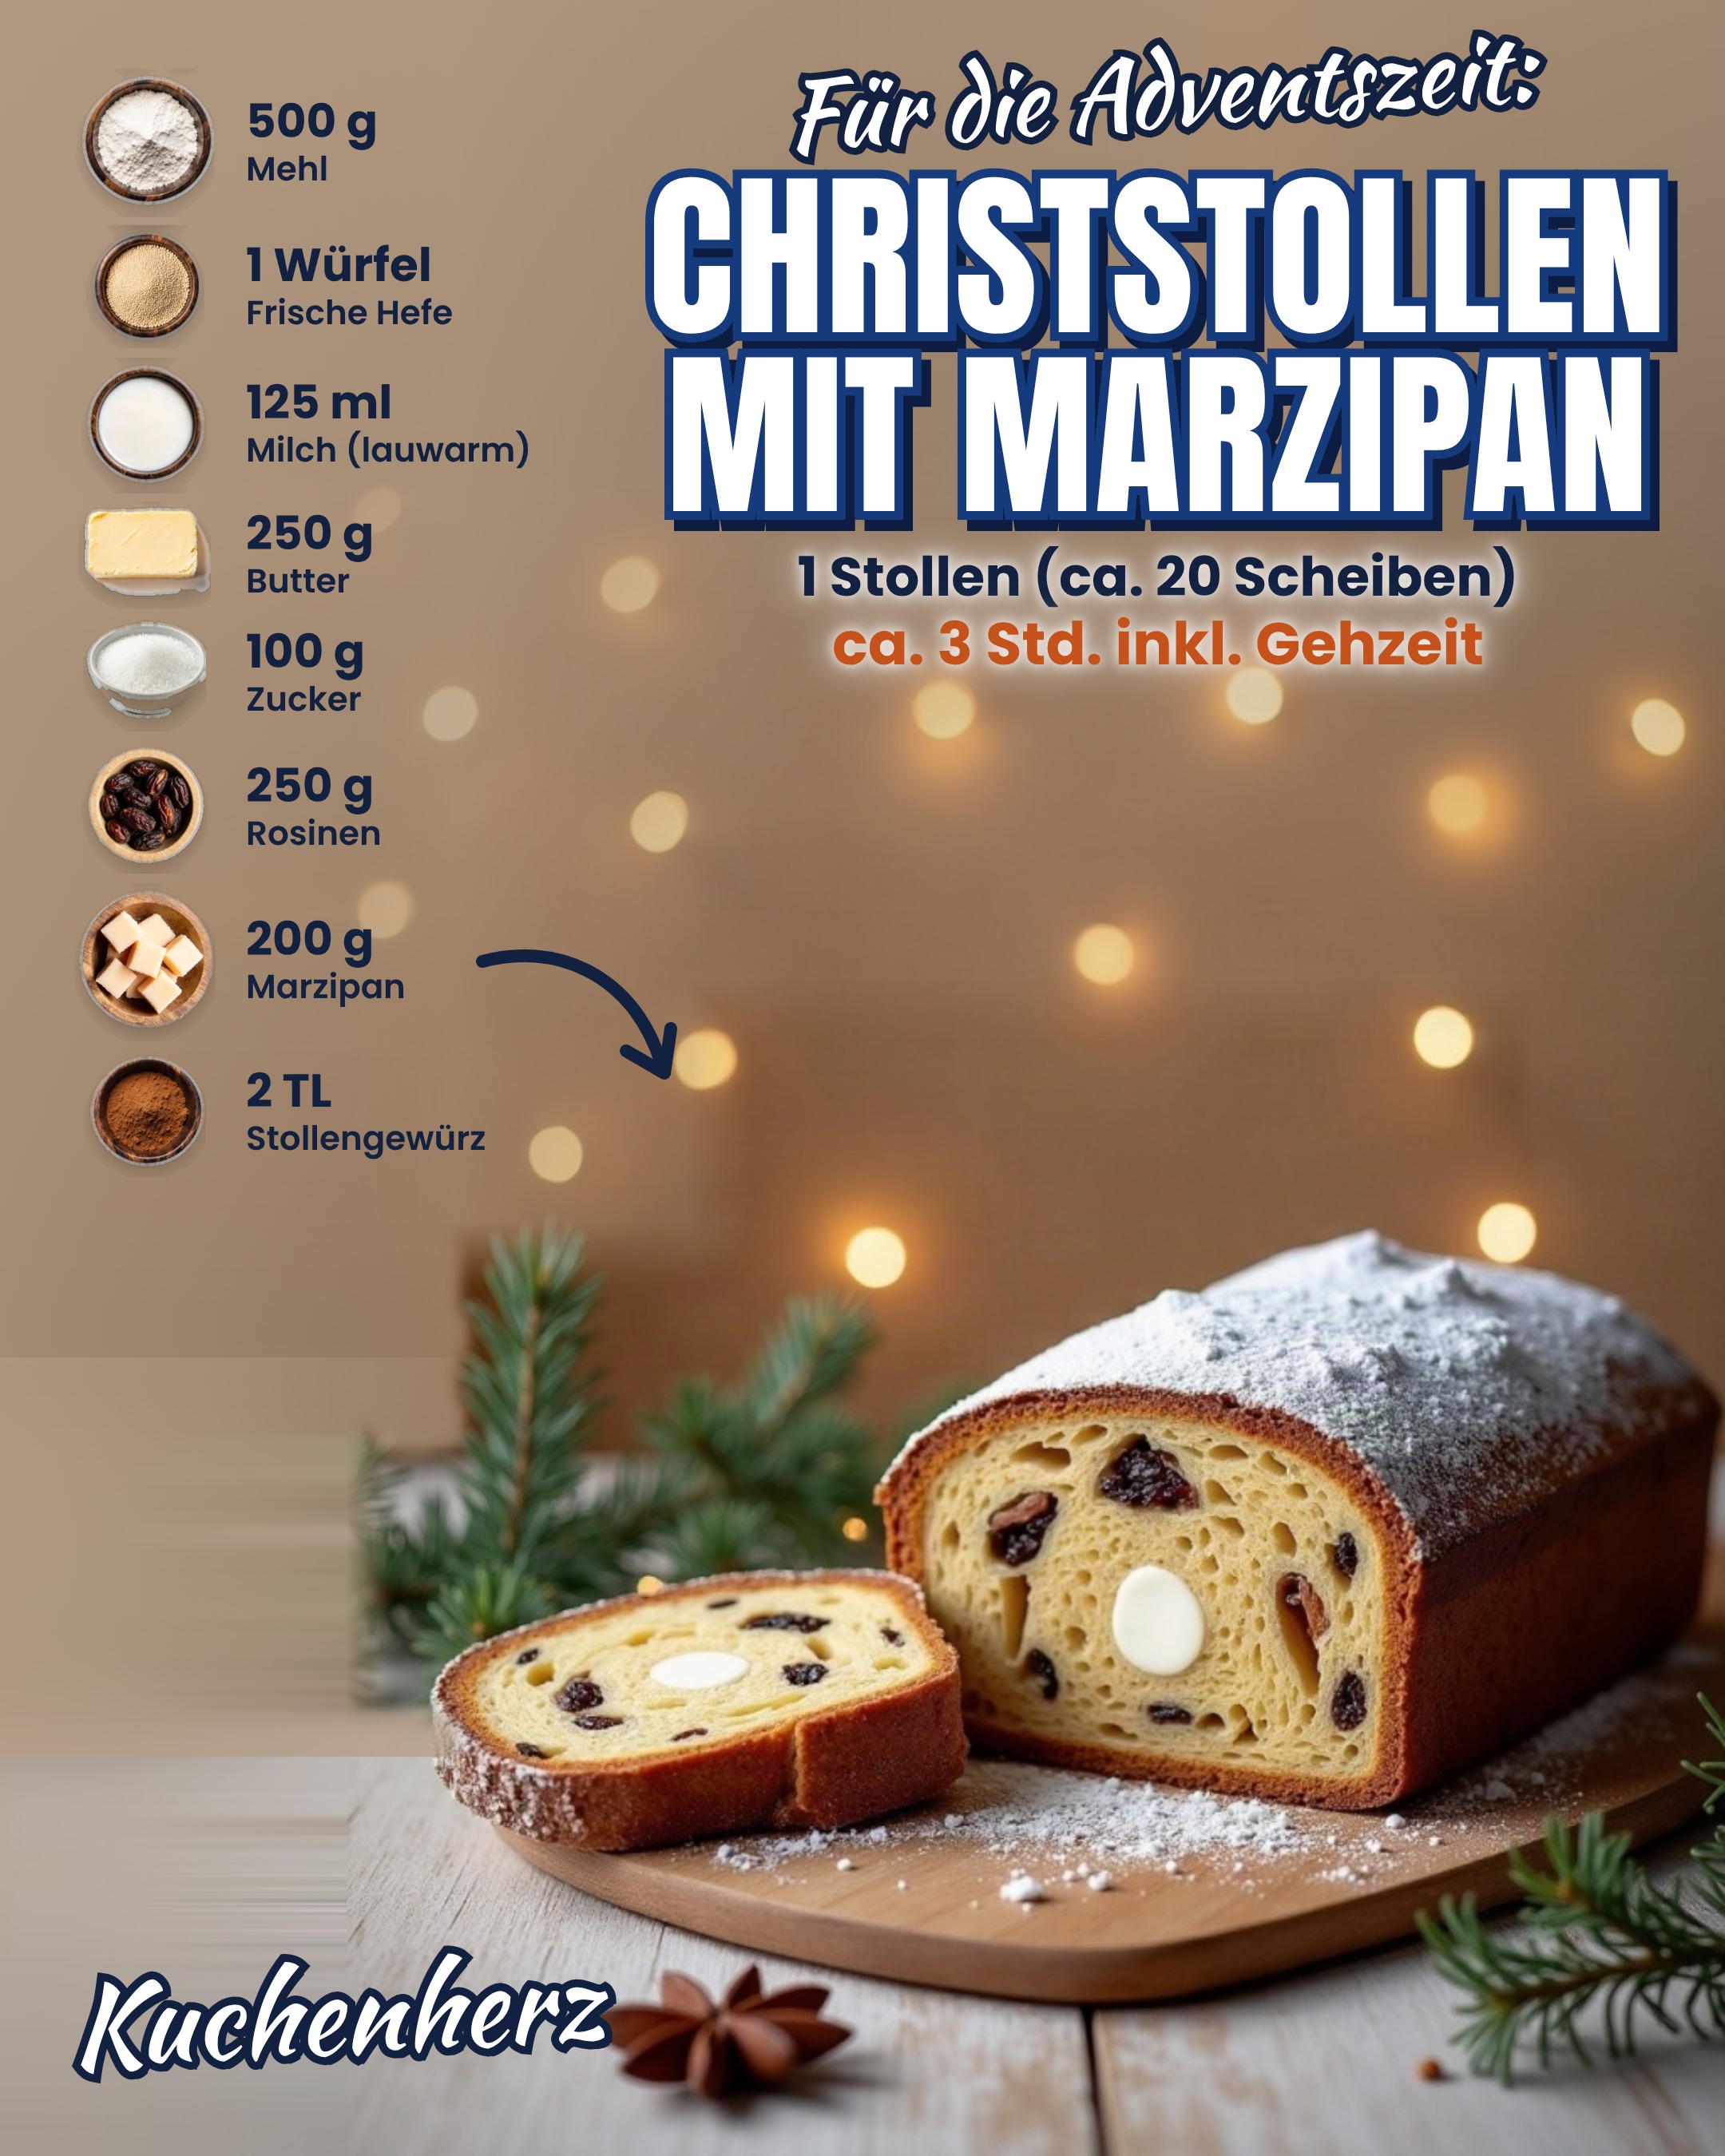 Für die Adventszeit:
CHRISTSTOLLEN
MIT MARZIPAN
1 Stollen (ca. 20 Scheiben)
ca. 3 Std. inkl. Gehzeit
500 g
Mehl
1 Würfel
Frische Hefe
125 ml
Milch (lauwarm)
250 g
Butter
100 g
Zucker
250 g
Rosinen
200 g
Marzipan
2 TL
Stollengewürz
Kuchenherz